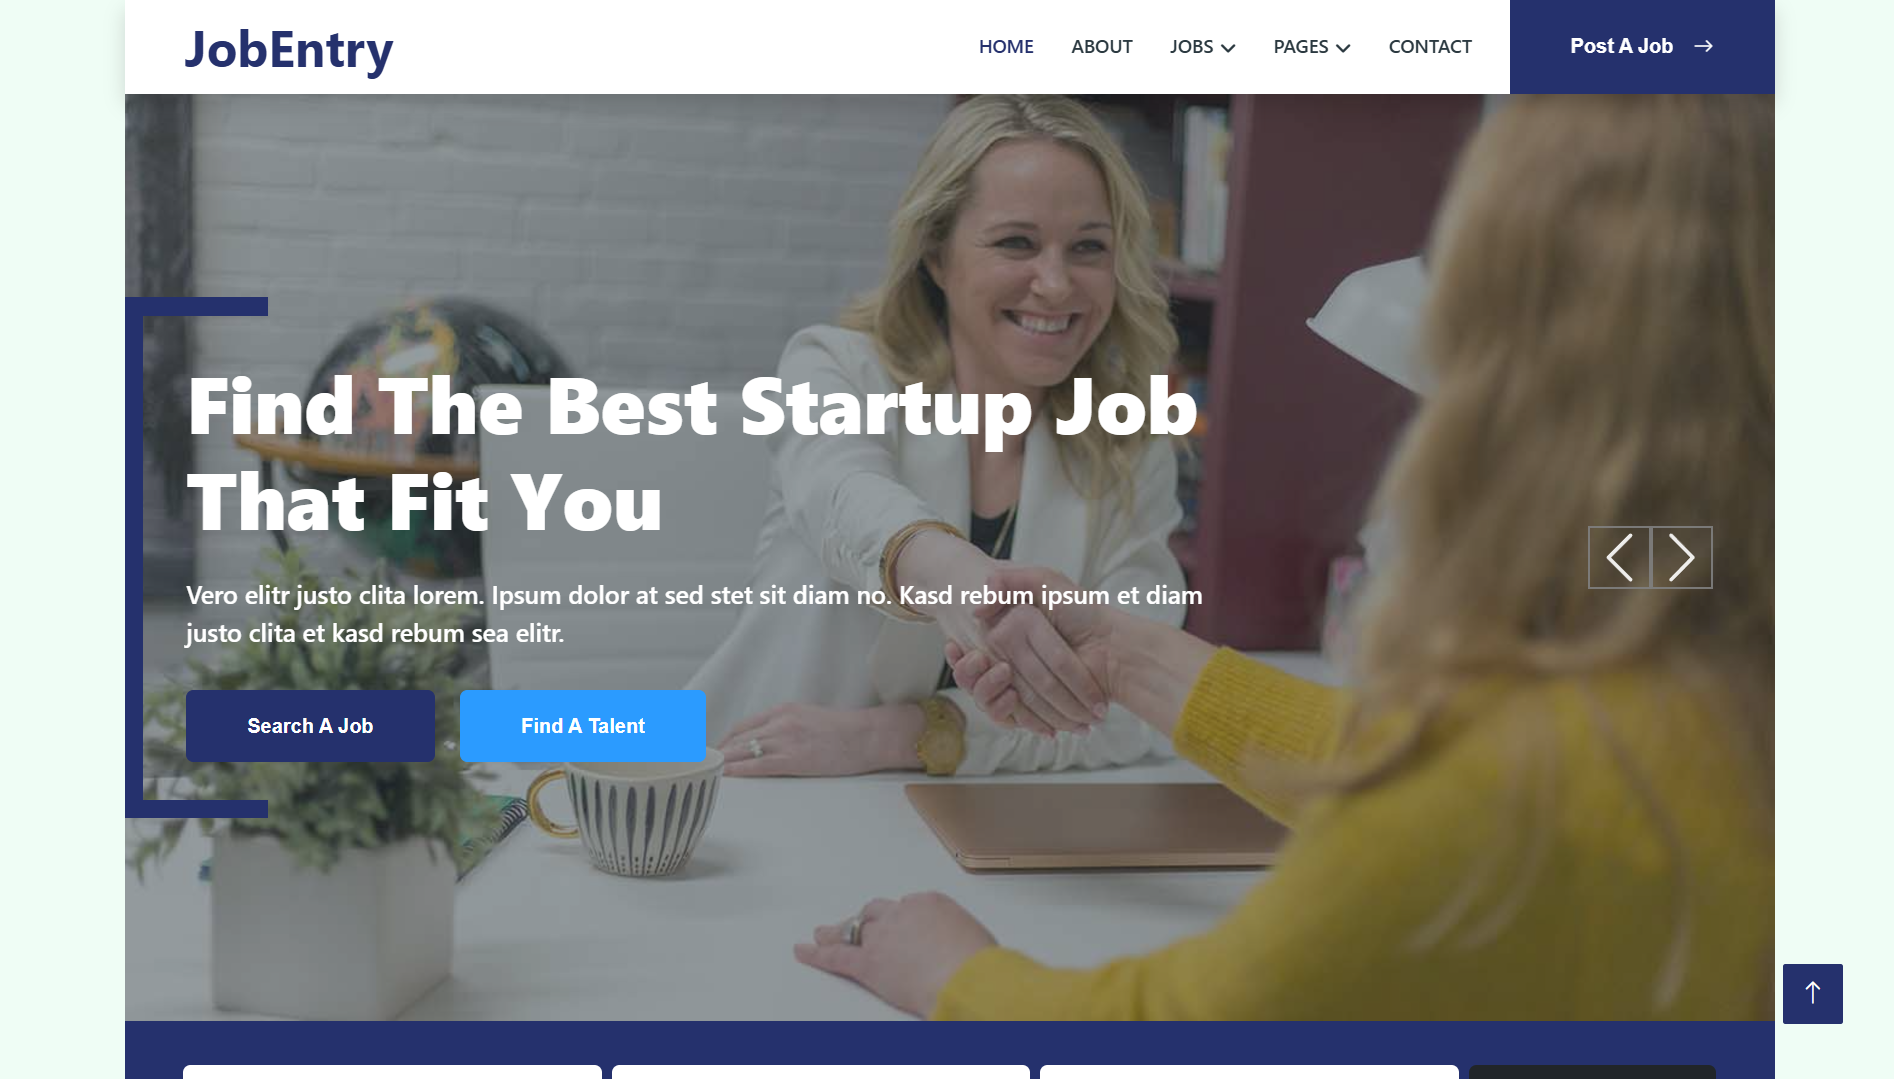 JobEntry
HOME
ABOUT
JOBS
PAGES
CONTACT
Post A Job
Find The Best Startup Job
That Fit You
Vero elitr justo clita lorem. Ipsum dolor at sed stet sit diam no. Kasd rebum ipsum et diam
justo clita et kasd rebum sea elitr.
Search A Job
Find A Talent